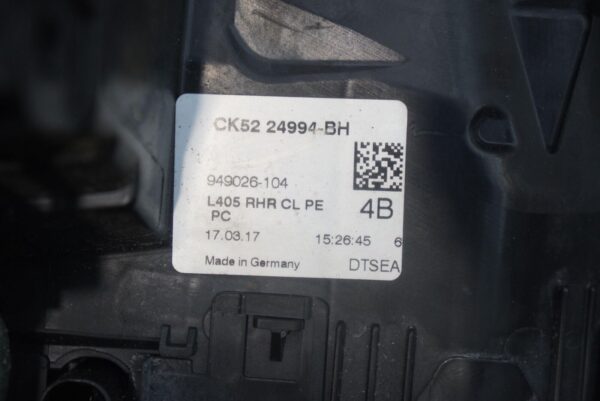 CK52 24994-BH
949026-104
L405 RHR CL PE 4B
PC
17.03.17 15:26:45 6
Made in Germany DTSEA